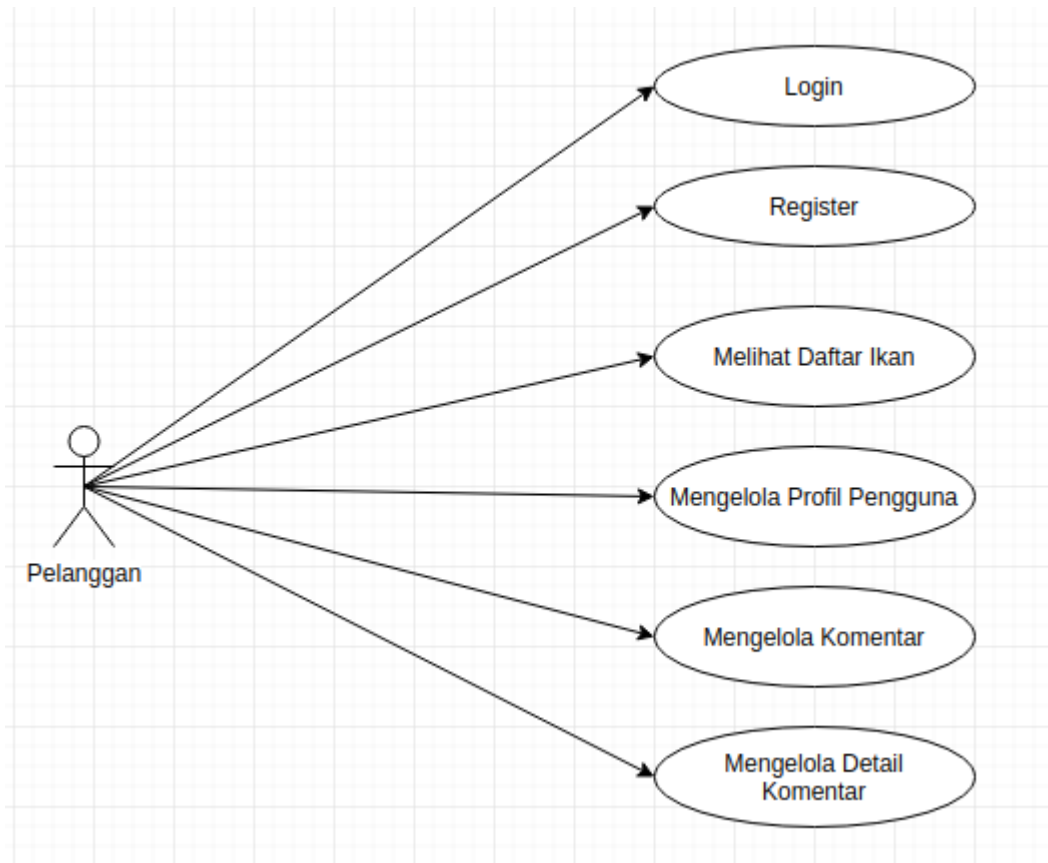 Login
Register
Melihat Daftar Ikan
Mengelola Profil Pengguna
Pelanggan
Mengelola Komentar
Mengelola Detail
Komentar